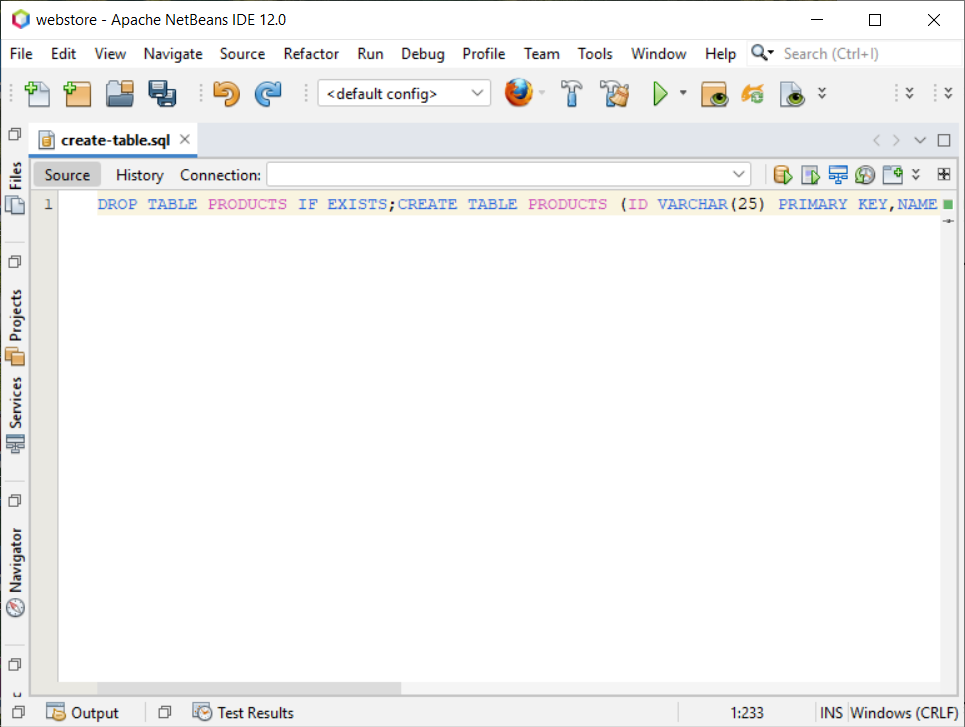 webstore - Apache NetBeans IDE 12.0
File Edit View Navigate Source Refactor Run Debug Profile Team Tools Window Help Search (Ctrl+I)
<default config>
create-table.sql
Source History Connection:
1 DROP TABLE PRODUCTS IF EXISTS;CREATE TABLE PRODUCTS (ID VARCHAR(25) PRIMARY KEY,NAME
Files
Projects
Services
Navigator
Output Test Results 1:233 INS Windows (CRLF)